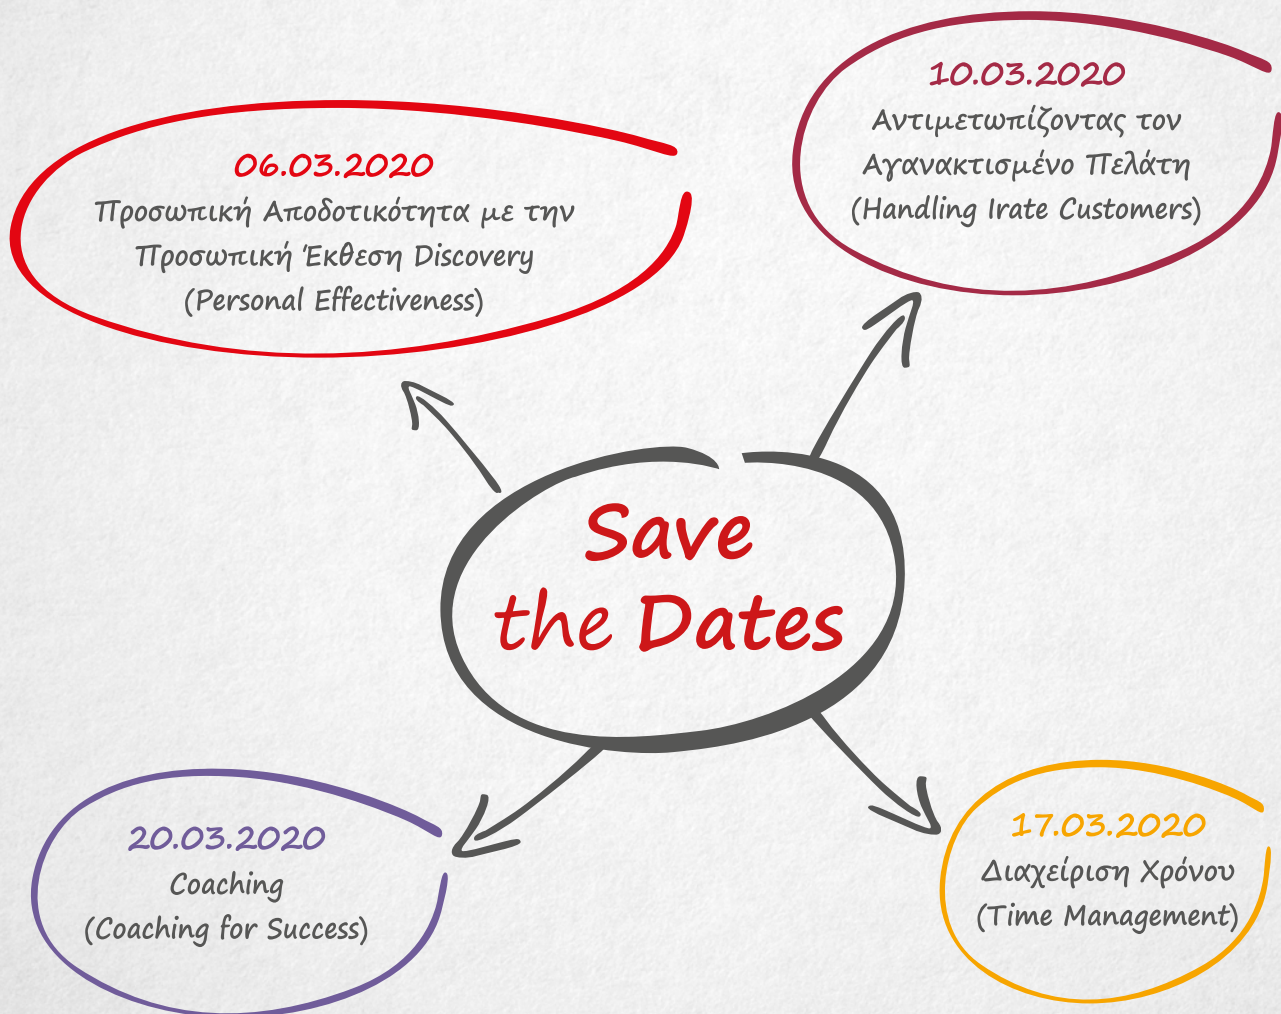 06.03.2020
Προσωπική Αποδοτικότητα με την
Προσωπική Έκθεση Discovery
(Personal Effectiveness)
10.03.2020
Αντιμετωπίζοντας τον
Αγανακτισμένο Πελάτη
(Handling Irate Customers)
Save
the Dates
20.03.2020
Coaching
(Coaching for Success)
17.03.2020
Διαχείριση Χρόνου
(Time Management)